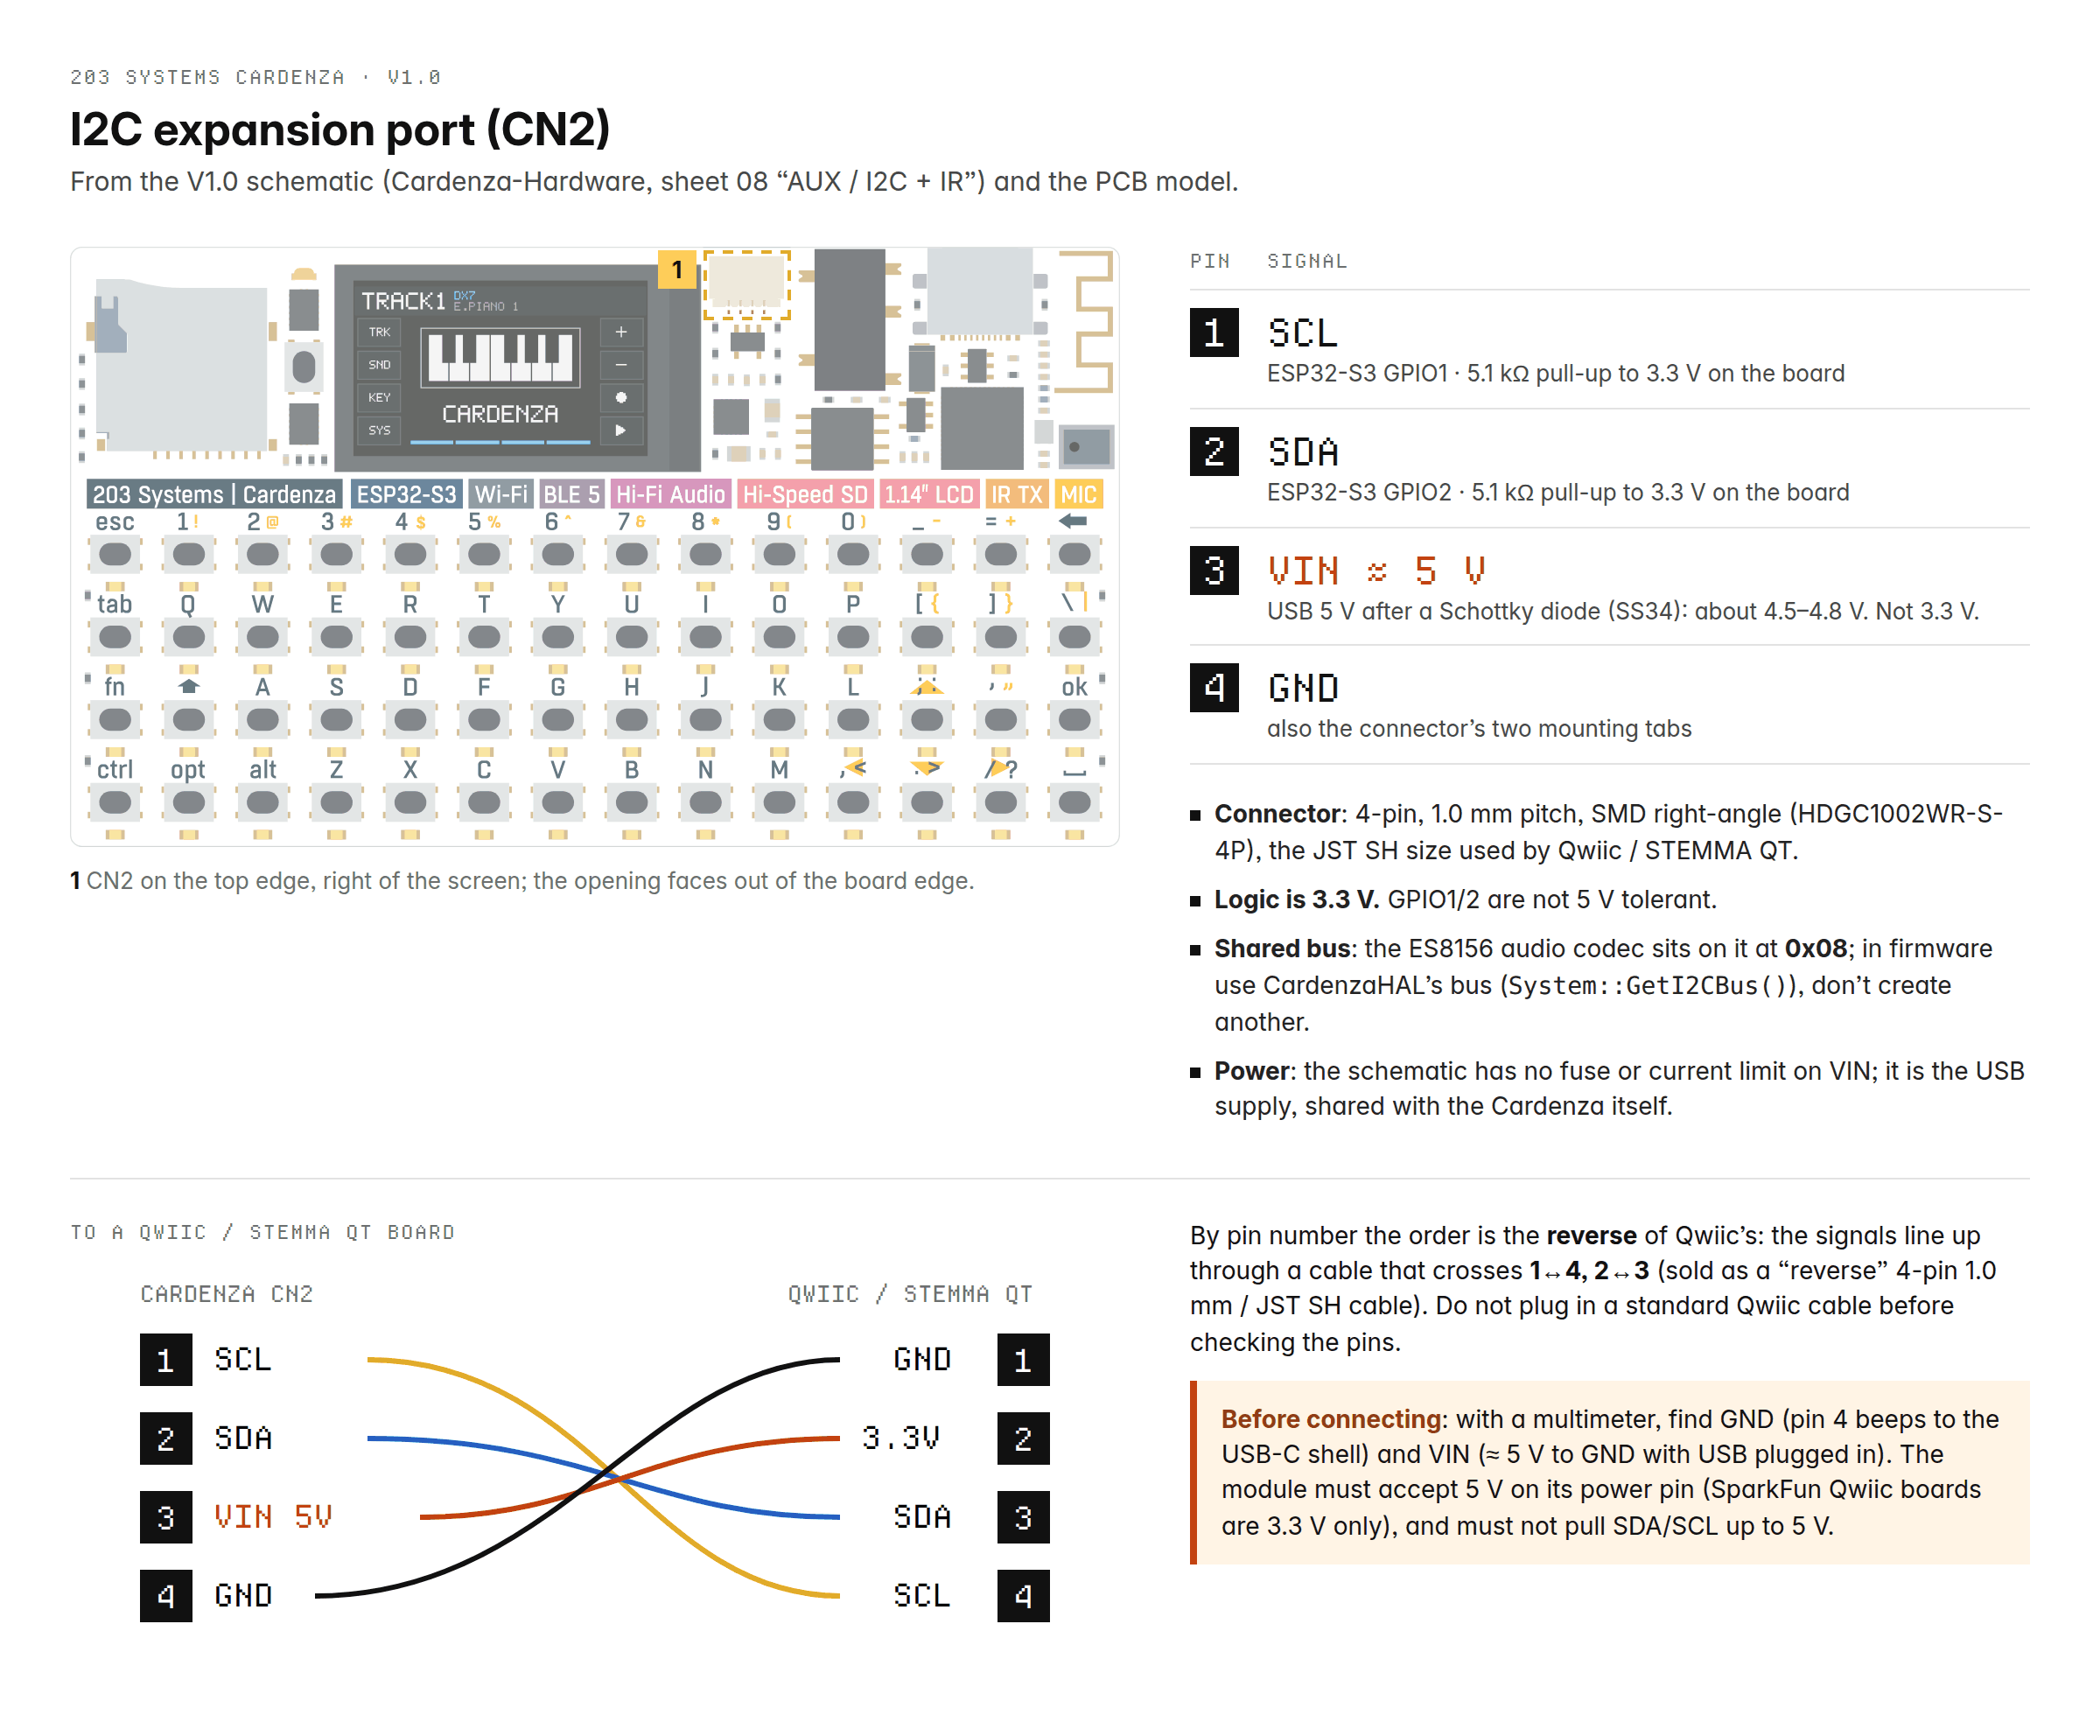 203 SYSTEMS CARDENZA · V1.0
I2C expansion port (CN2)
From the V1.0 schematic (Cardenza-Hardware, sheet 08 “AUX / I2C + IR”) and the PCB model.
1
TRACK1 DX7
E.PIANO 1
TRK +
SND −
KEY
CARDENZA
SYS
203 Systems | Cardenza ESP32-S3 Wi-Fi BLE 5 Hi-Fi Audio Hi-Speed SD 1.14" LCD IR TX MIC
esc 1 ! 2 @ 3 # 4 $ 5 % 6 ^ 7 & 8 * 9 ( 0 ) _ - = +
tab Q W E R T Y U I O P [ { ] } \ |
fn A S D F G H J K L ; : ' " ok
ctrl opt alt Z X C V B N M , < . > / ?
1 CN2 on the top edge, right of the screen; the opening faces out of the board edge.
PIN SIGNAL
1 SCL
ESP32-S3 GPIO1 · 5.1 kΩ pull-up to 3.3 V on the board
2 SDA
ESP32-S3 GPIO2 · 5.1 kΩ pull-up to 3.3 V on the board
3 VIN ≈ 5 V
USB 5 V after a Schottky diode (SS34): about 4.5–4.8 V. Not 3.3 V.
4 GND
also the connector’s two mounting tabs
Connector: 4-pin, 1.0 mm pitch, SMD right-angle (HDGC1002WR-S-
4P), the JST SH size used by Qwiic / STEMMA QT.
Logic is 3.3 V. GPIO1/2 are not 5 V tolerant.
Shared bus: the ES8156 audio codec sits on it at 0x08; in firmware
use CardenzaHAL’s bus (System::GetI2CBus()), don’t create
another.
Power: the schematic has no fuse or current limit on VIN; it is the USB
supply, shared with the Cardenza itself.
TO A QWIIC / STEMMA QT BOARD
CARDENZA CN2 QWIIC / STEMMA QT
1 SCL GND 1
2 SDA 3.3V 2
3 VIN 5V SDA 3
4 GND SCL 4
By pin number the order is the reverse of Qwiic’s: the signals line up
through a cable that crosses 1↔4, 2↔3 (sold as a “reverse” 4-pin 1.0
mm / JST SH cable). Do not plug in a standard Qwiic cable before
checking the pins.
Before connecting: with a multimeter, find GND (pin 4 beeps to the
USB-C shell) and VIN (≈ 5 V to GND with USB plugged in). The
module must accept 5 V on its power pin (SparkFun Qwiic boards
are 3.3 V only), and must not pull SDA/SCL up to 5 V.